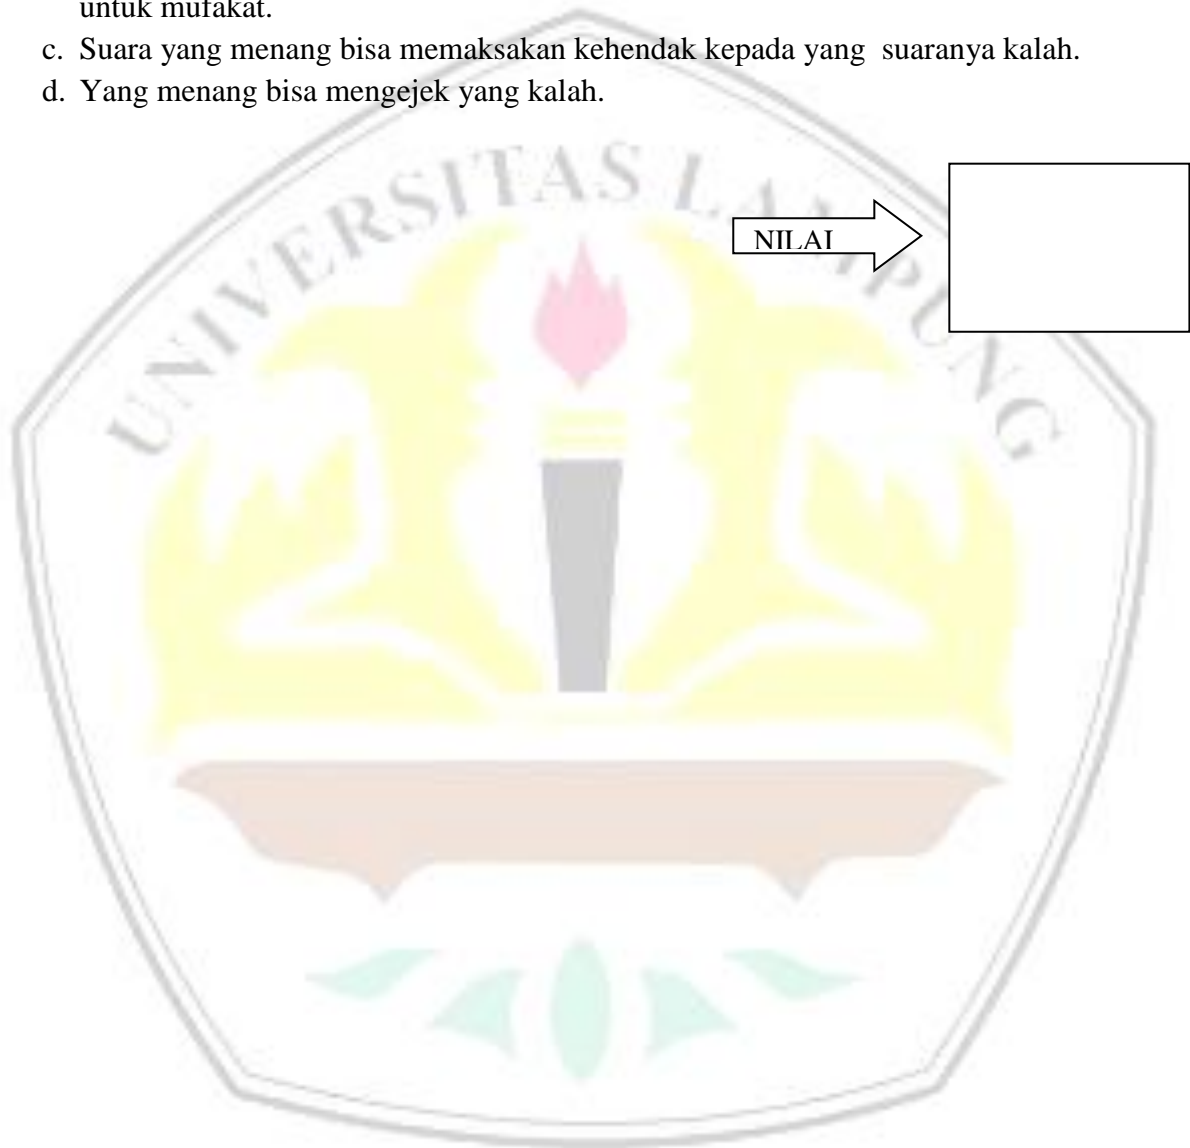 untuk mufakat.
c. Suara yang menang bisa memaksakan kehendak kepada yang suaranya kalah.
d. Yang menang bisa mengejek yang kalah.
UNIVERSITAS LAMPUNG
NILAI